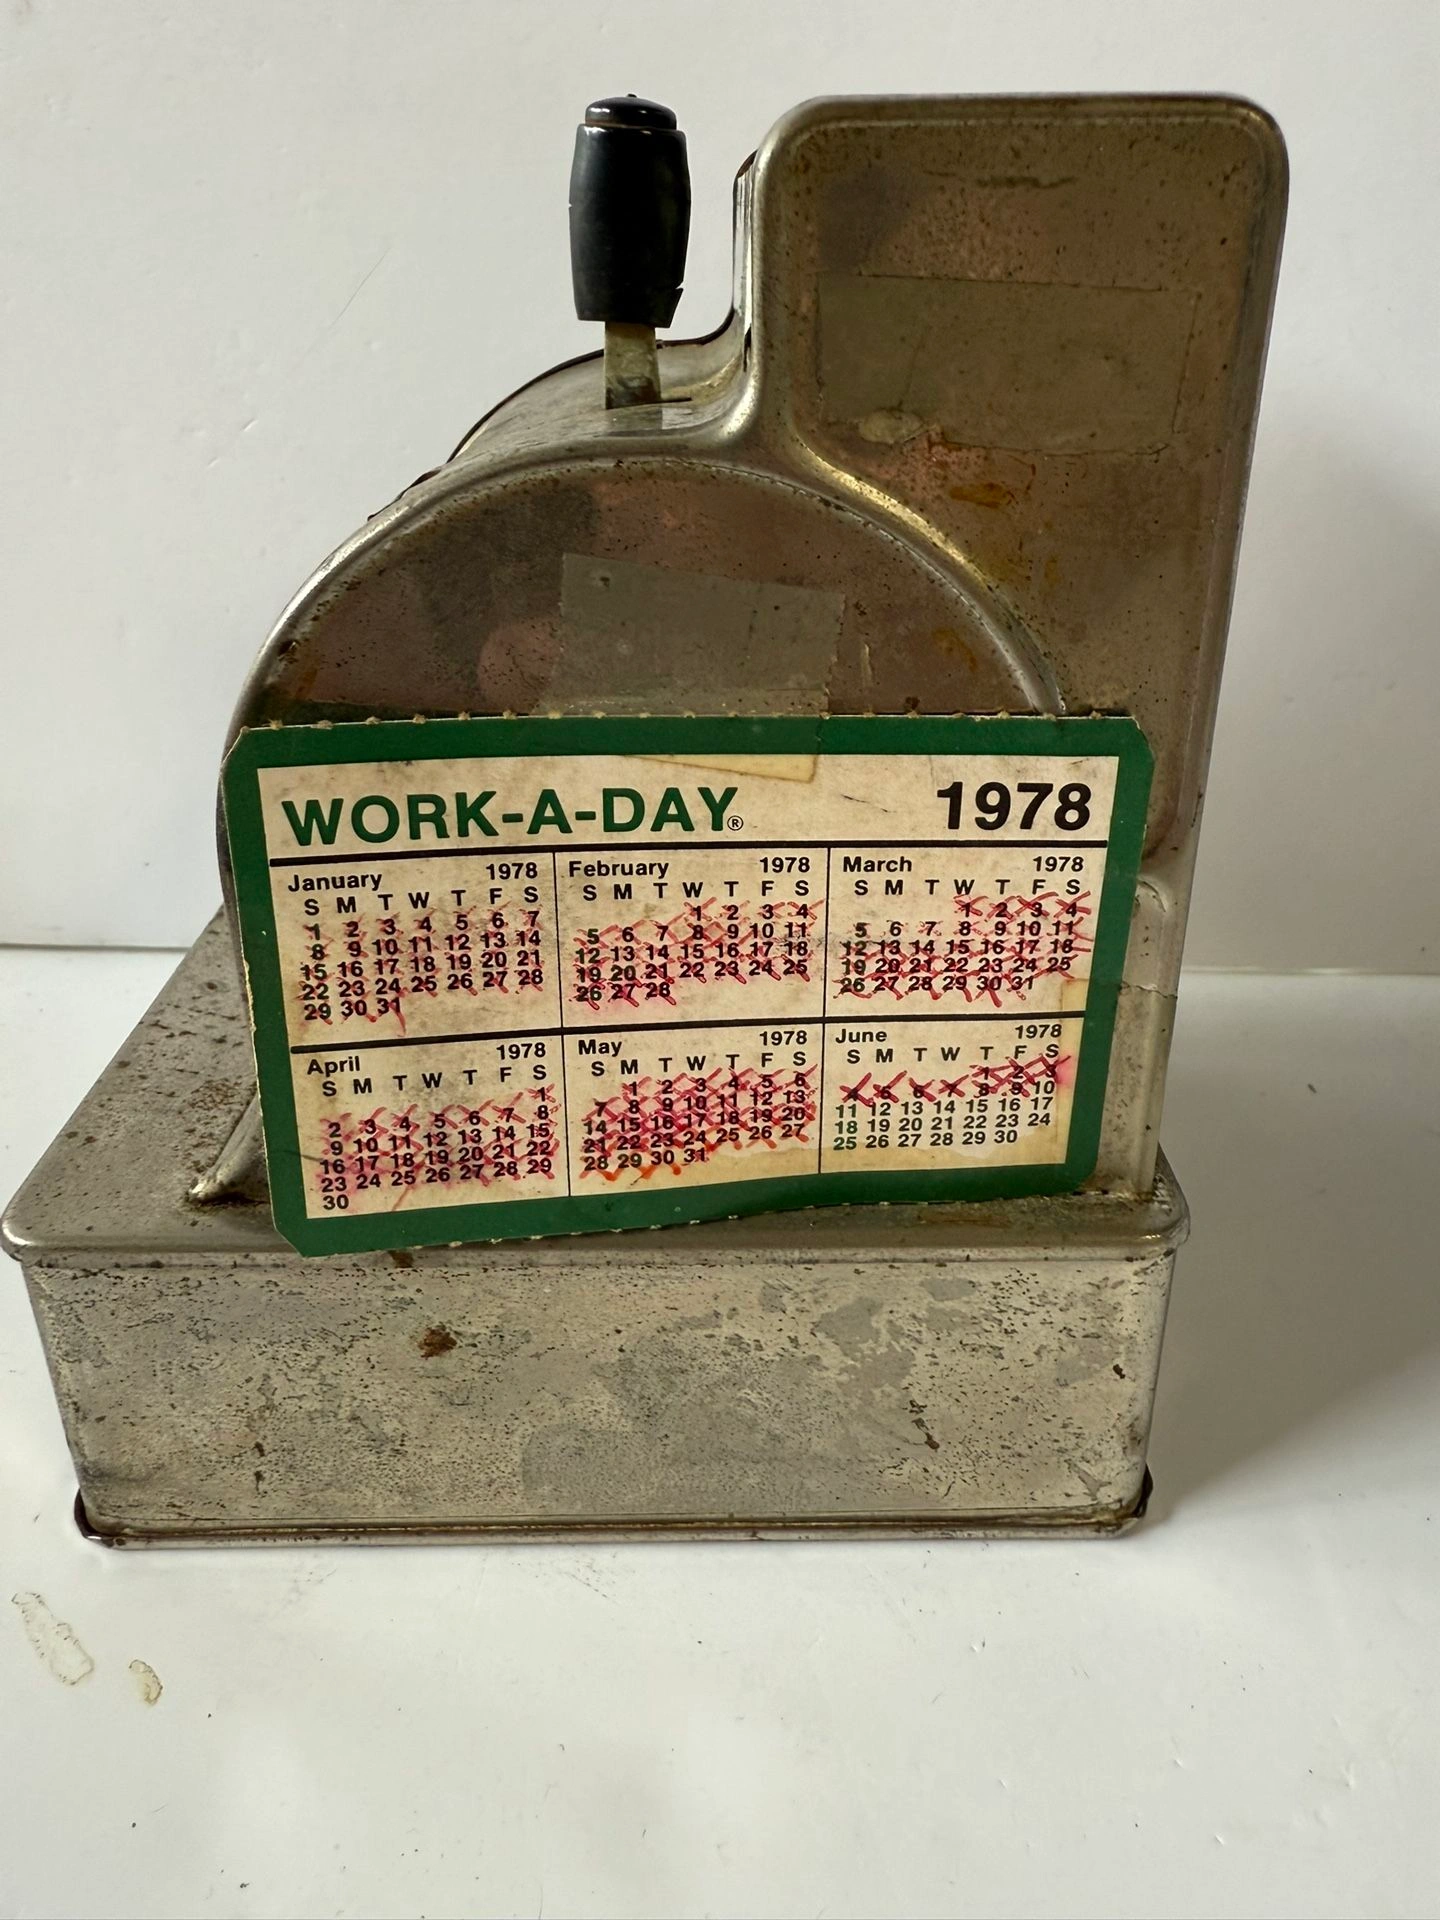 WORK-A-DAY® 1978
January 1978
S M T W T F S
1 2 3 4 5 6 7
8 9 10 11 12 13 14
15 16 17 18 19 20 21
22 23 24 25 26 27 28
29 30 31
February 1978
S M T W T F S
1 2 3 4
5 6 7 8 9 10 11
12 13 14 15 16 17 18
19 20 21 22 23 24 25
26 27 28
March 1978
S M T W T F S
1 2 3 4
5 6 7 8 9 10 11
12 13 14 15 16 17 18
19 20 21 22 23 24 25
26 27 28 29 30 31
April 1978
S M T W T F S
1
2 3 4 5 6 7 8
9 10 11 12 13 14 15
16 17 18 19 20 21 22
23 24 25 26 27 28 29
30
May 1978
S M T W T F S
1 2 3 4 5 6
7 8 9 10 11 12 13
14 15 16 17 18 19 20
21 22 23 24 25 26 27
28 29 30 31
June 1978
S M T W T F S
1 2 3
4 5 6 7 8 9 10
11 12 13 14 15 16 17
18 19 20 21 22 23 24
25 26 27 28 29 30